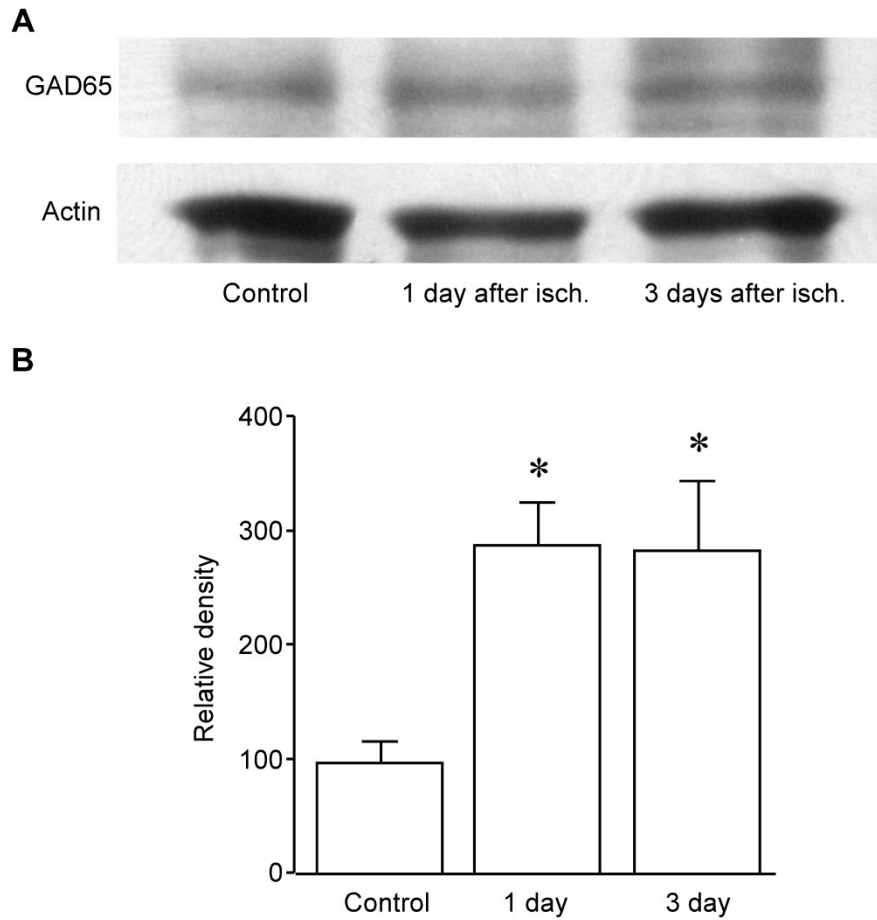 A
GAD65
Actin
Control 1 day after isch. 3 days after isch.
B
400
300
200
100
0
Relative density
* *
Control 1 day 3 day